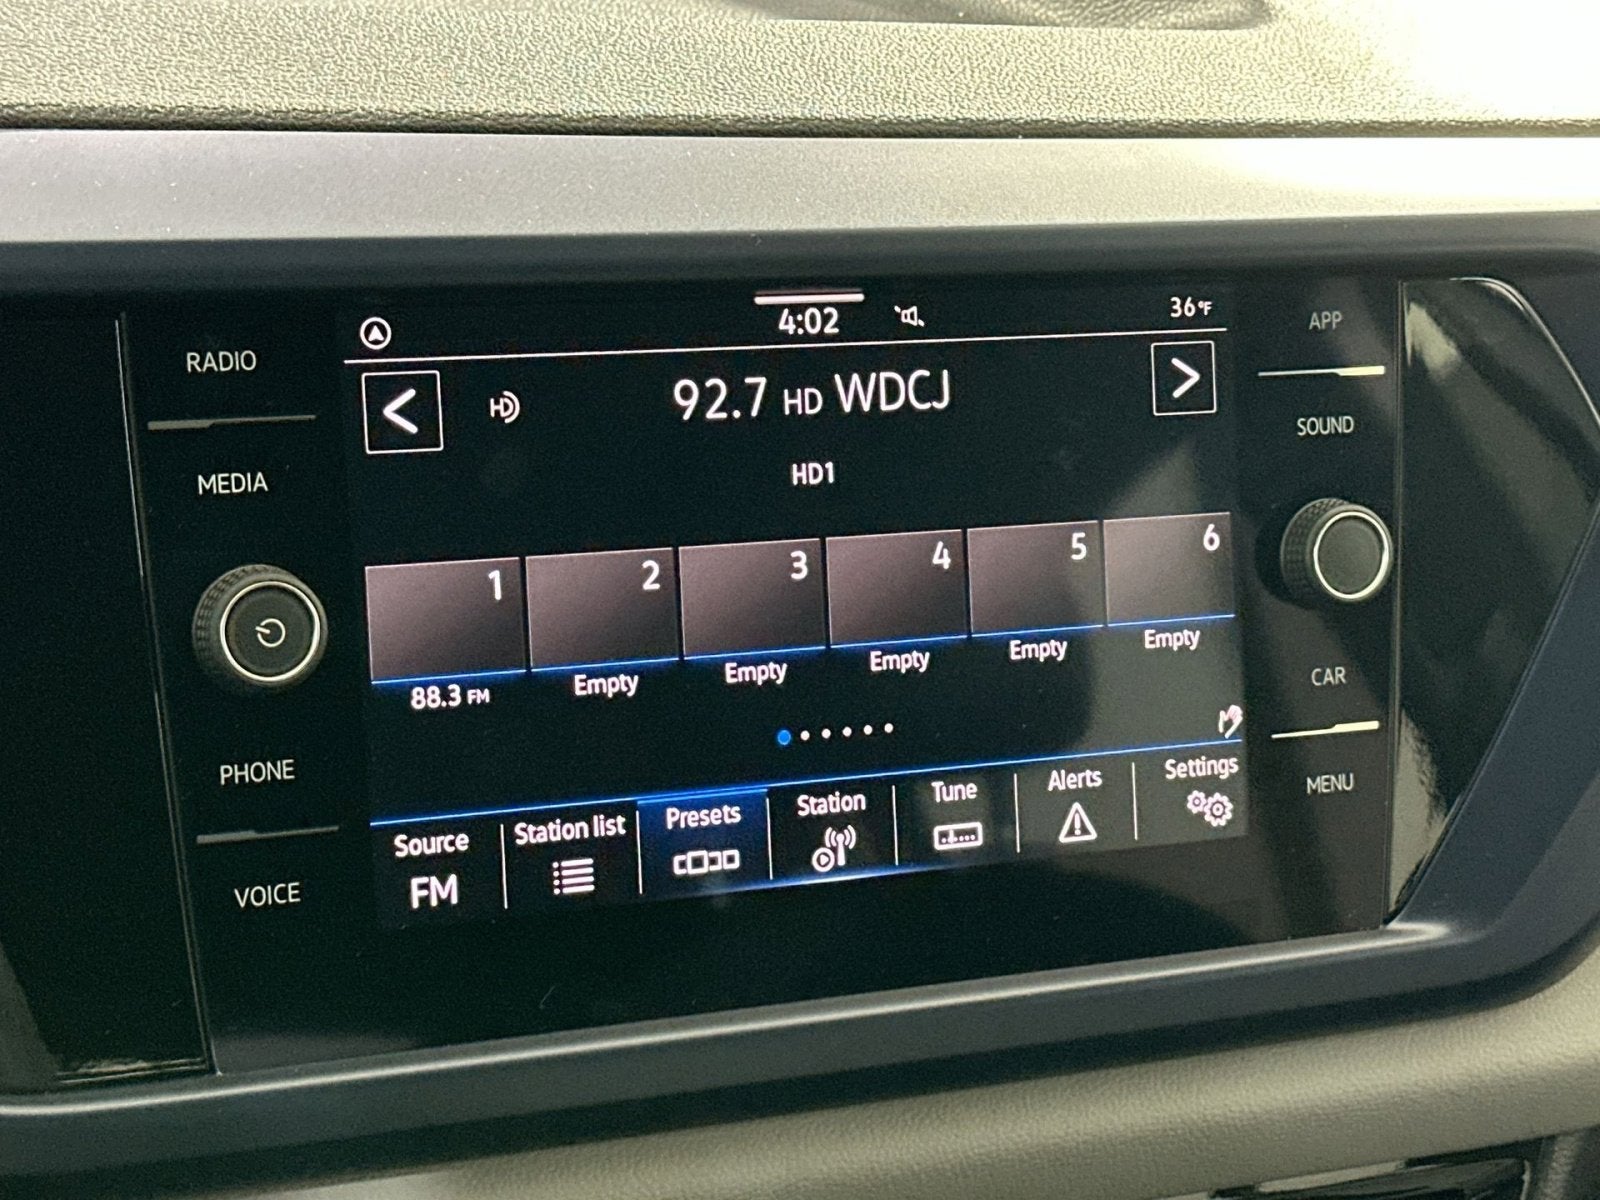 4:02
36°F
RADIO
MEDIA
PHONE
VOICE
HD
92.7 HD WDCJ
HD1
1
2
3
4
5
6
88.3 FM
Empty
Empty
Empty
Empty
Empty
Source
FM
Station list
Presets
Station
Tune
Alerts
Settings
APP
SOUND
CAR
MENU